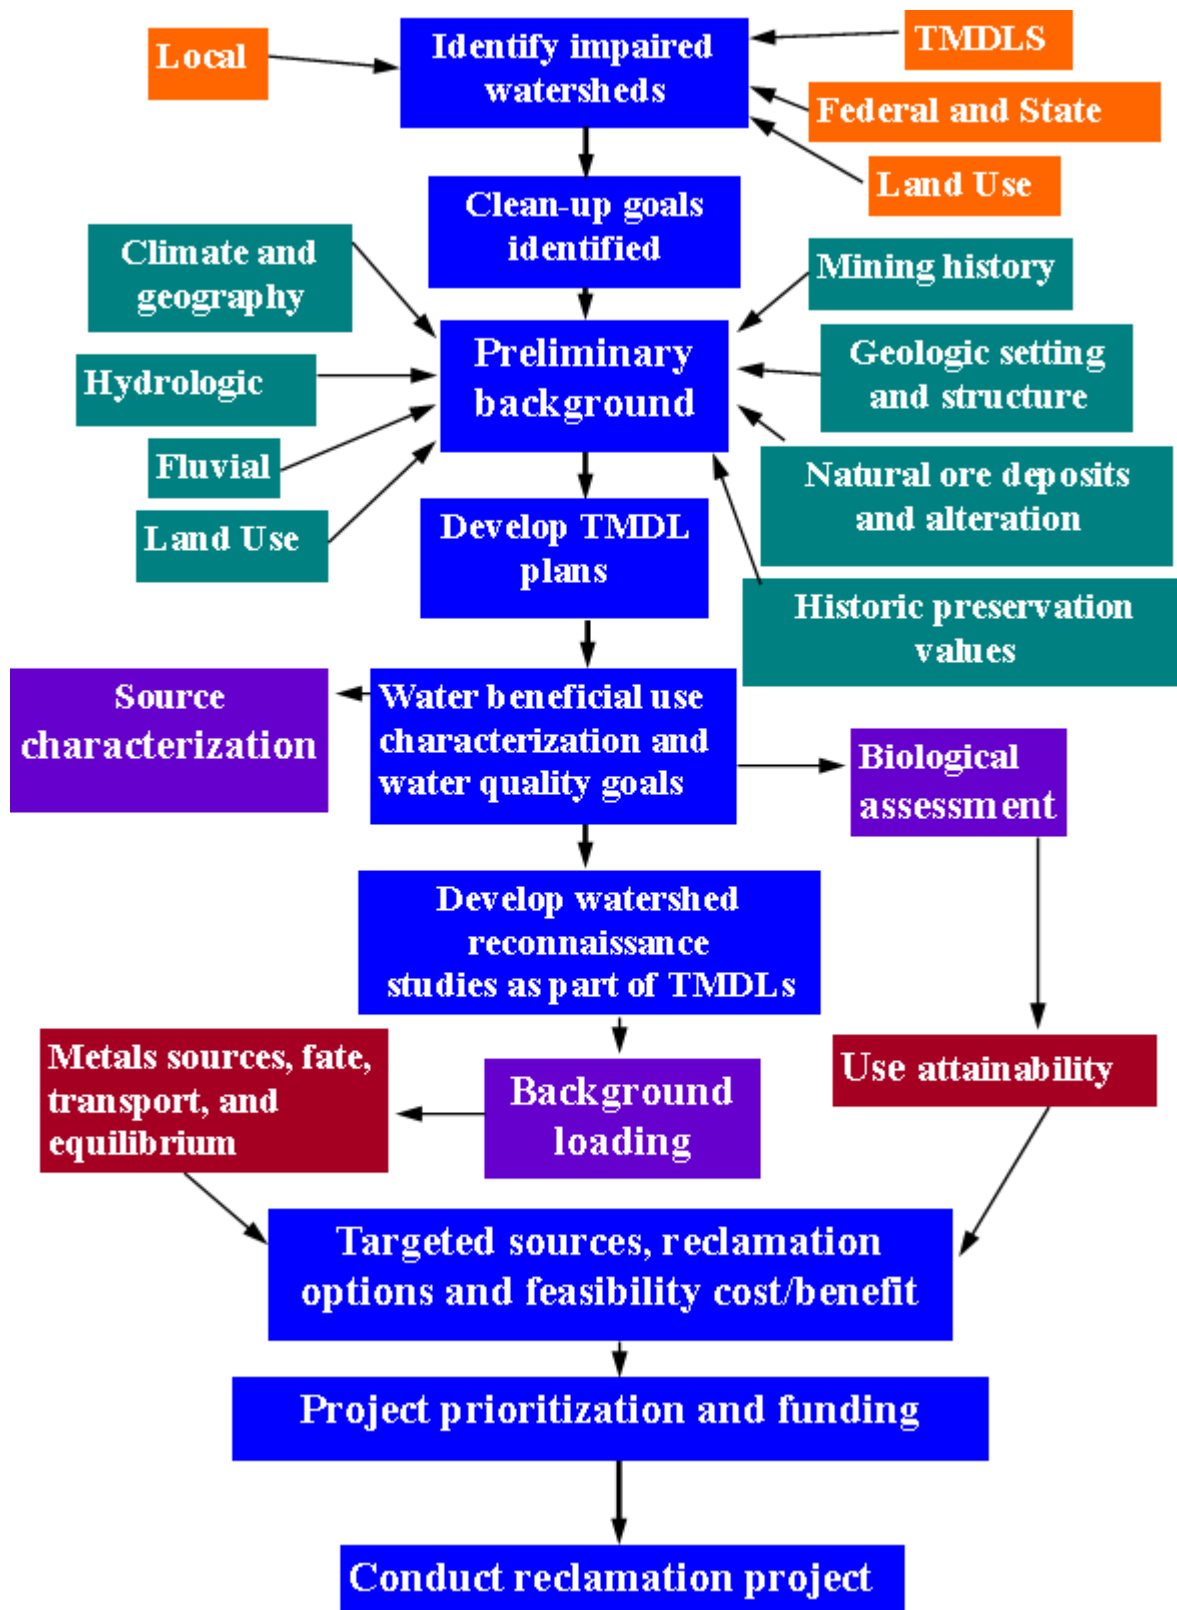 Local
Identify impaired
watersheds
TMDLS
Federal and State
Land Use
Clean-up goals
identified
Climate and
geography
Mining history
Preliminary
background
Hydrologic
Geologic setting
and structure
Fluvial
Natural ore deposits
and alteration
Land Use
Develop TMDL
plans
Historic preservation
values
Source
characterization
Water beneficial use
characterization and
water quality goals
Biological
assessment
Develop watershed
reconnaissance
studies as part of TMDLs
Metals sources, fate,
transport, and
equilibrium
Background
loading
Use attainability
Targeted sources, reclamation
options and feasibility cost/benefit
Project prioritization and funding
Conduct reclamation project